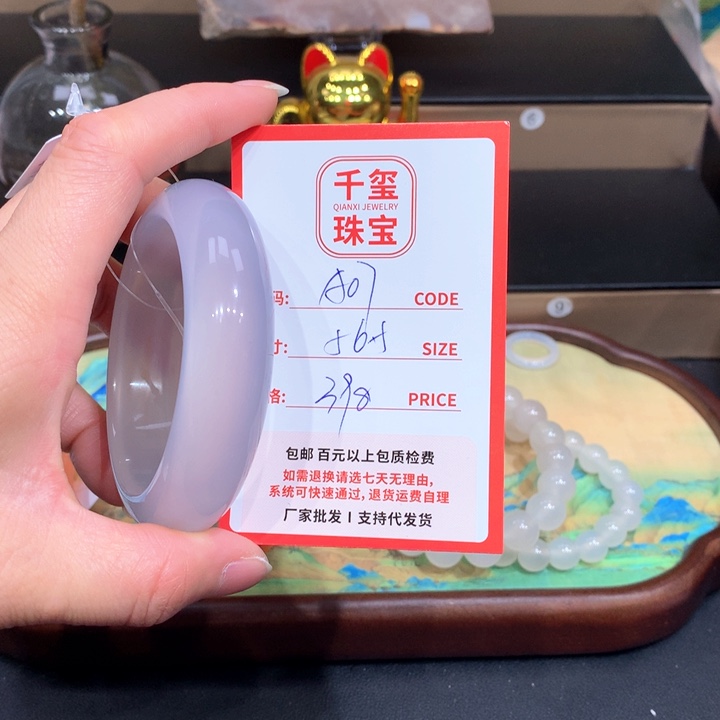 千玺
QIANXI JEWELRY
珠宝
码: A07 CODE
寸: 565 SIZE
格: 398 PRICE
包邮 百元以上包质检费
如需退换请选七天无理由,
系统可快速通过, 退货运费自理
厂家批发 | 支持代发货
6
9